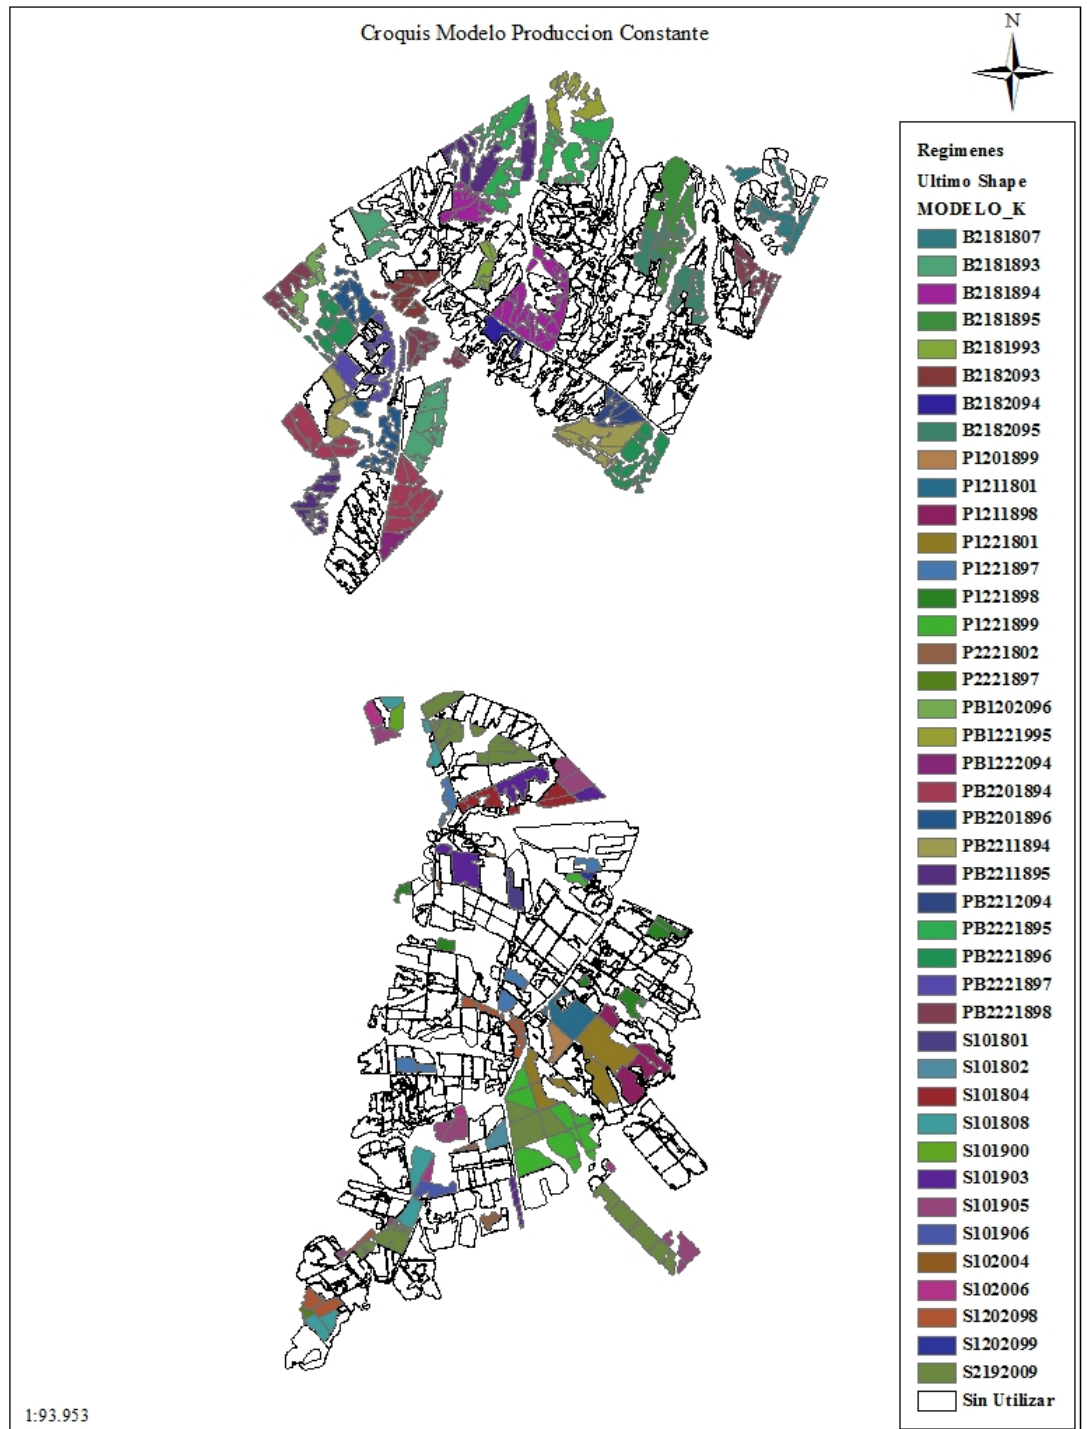 Croquis Modelo Produccion Constante
N
Regimenes
Ultimo Shape
MODELO_K
B2181807
B2181893
B2181894
B2181895
B2181993
B2182093
B2182094
B2182095
P1201899
P1211801
P1211898
P1221801
P1221897
P1221898
P1221899
P2221802
P2221897
PB1202096
PB1221995
PB1222094
PB2201894
PB2201896
PB2211894
PB2211895
PB2212094
PB2221895
PB2221896
PB2221897
PB2221898
S101801
S101802
S101804
S101808
S101900
S101903
S101905
S101906
S102004
S102006
S1202098
S1202099
S2192009
Sin Utilizar
1:93.953